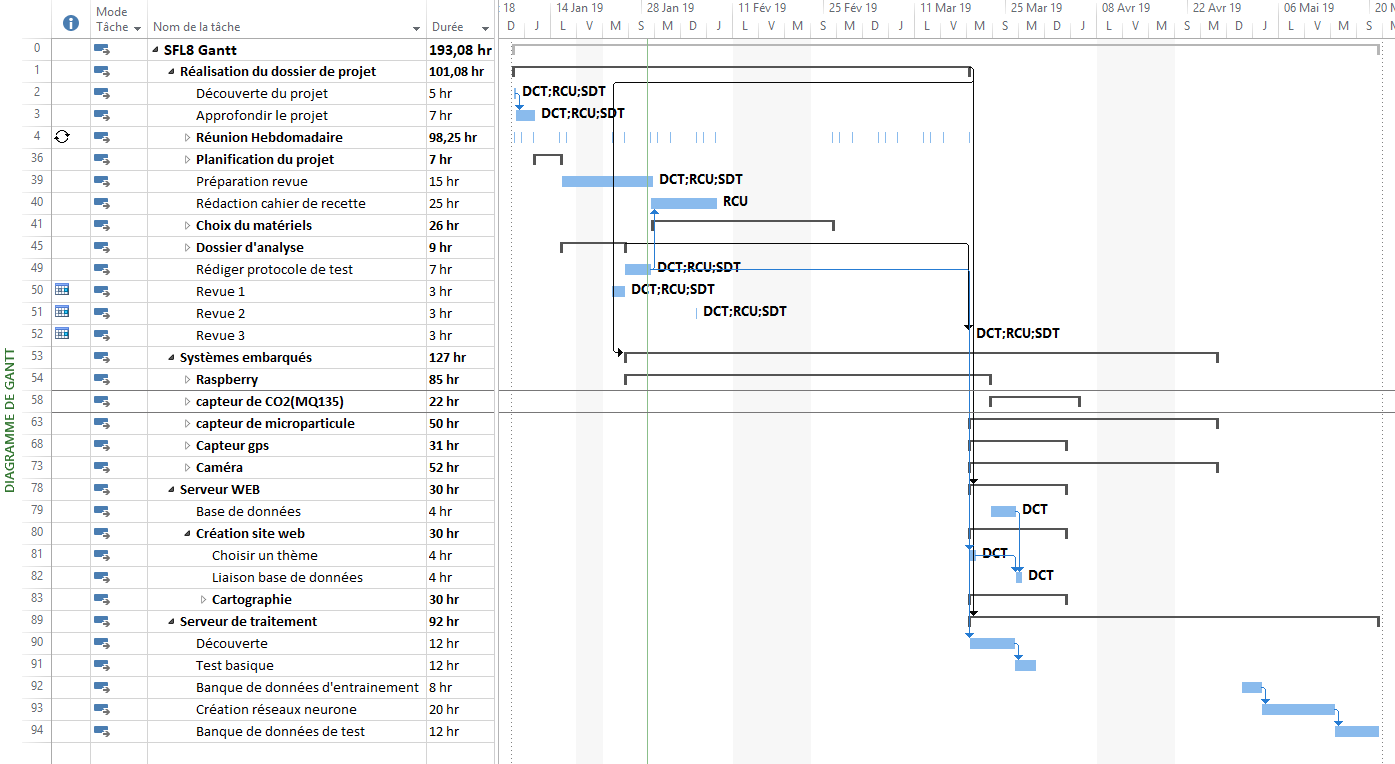 18 14 Jan 19 28 Jan 19 11 Fév 19 25 Fév 19 11 Mar 19 25 Mar 19 08 Avr 19 22 Avr 19 06 Mai 19 20 M
Mode Tâche Nom de la tâche Durée D J L V M S D J L V M S D J L V M S D J L V M S D J L V M S D J L V M S
0 SFL8 Gantt 193,08 hr
1 Réalisation du dossier de projet 101,08 hr
2 Découverte du projet 5 hr DCT;RCU;SDT
3 Approfondir le projet 7 hr DCT;RCU;SDT
4 Réunion Hebdomadaire 98,25 hr
36 Planification du projet 7 hr
39 Préparation revue 15 hr DCT;RCU;SDT
40 Rédaction cahier de recette 25 hr RCU
41 Choix du matériels 26 hr
45 Dossier d'analyse 9 hr
49 Rédiger protocole de test 7 hr DCT;RCU;SDT
50 Revue 1 3 hr DCT;RCU;SDT
51 Revue 2 3 hr DCT;RCU;SDT
52 Revue 3 3 hr DCT;RCU;SDT
53 Systèmes embarqués 127 hr
54 Raspberry 85 hr
58 capteur de CO2(MQ135) 22 hr
63 capteur de microparticule 50 hr
68 Capteur gps 31 hr
73 Caméra 52 hr
78 Serveur WEB 30 hr
79 Base de données 4 hr DCT
80 Création site web 30 hr
81 Choisir un thème 4 hr DCT
82 Liaison base de données 4 hr DCT
83 Cartographie 30 hr
89 Serveur de traitement 92 hr
90 Découverte 12 hr
91 Test basique 12 hr
92 Banque de données d'entrainement 8 hr
93 Création réseaux neurone 20 hr
94 Banque de données de test 12 hr
DIAGRAMME DE GANTT